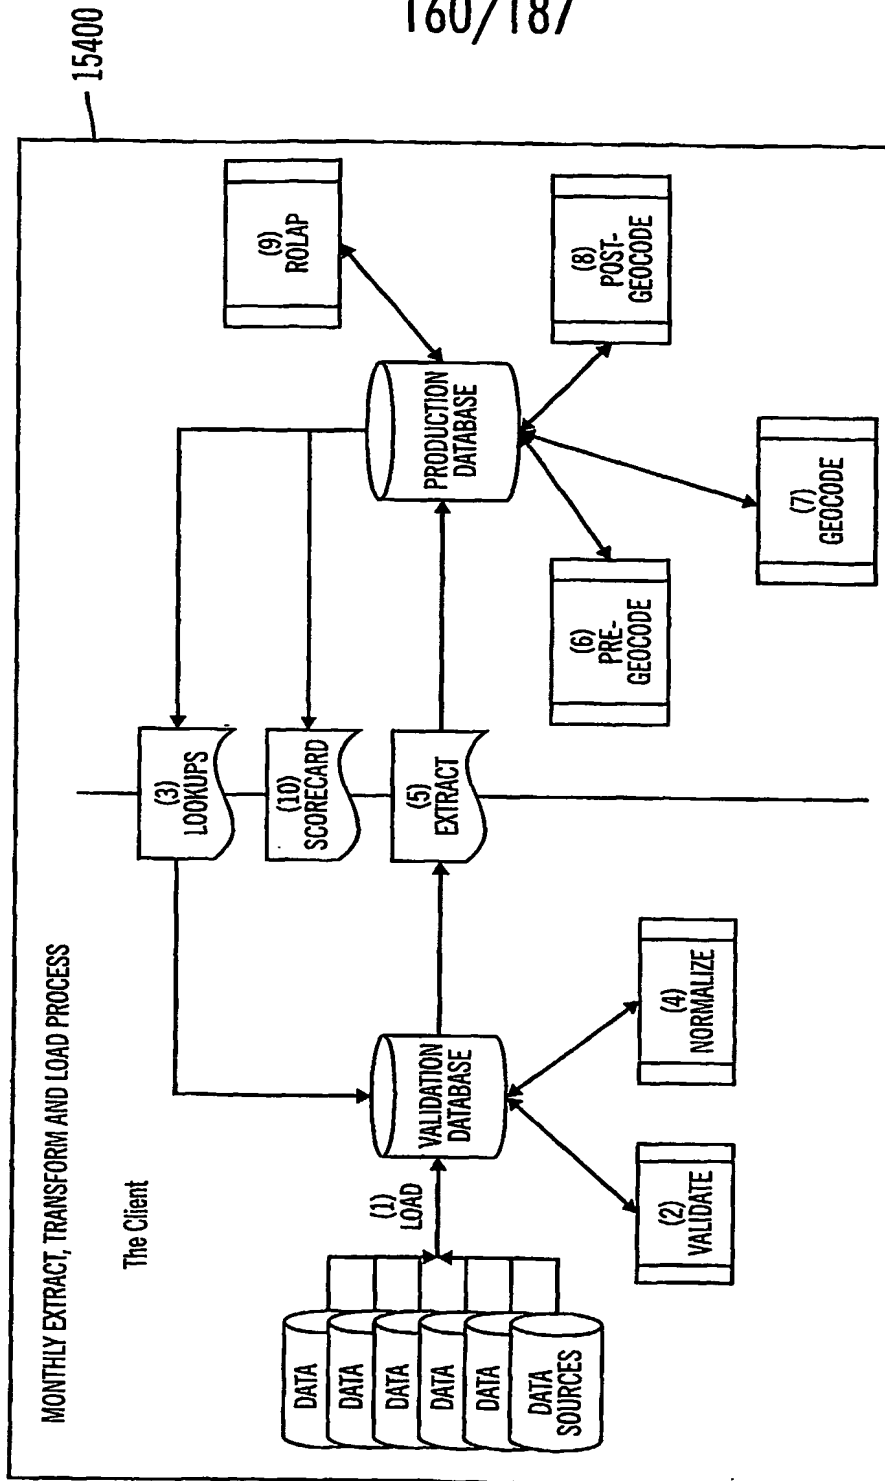 160/187
15400
MONTHLY EXTRACT, TRANSFORM AND LOAD PROCESS
The Client
DATA
DATA
DATA
DATA
DATA
DATA
SOURCES
(1)
LOAD
VALIDATION
DATABASE
(2)
VALIDATE
(4)
NORMALIZE
(3)
LOOKUPS
(10)
SCORECARD
(5)
EXTRACT
PRODUCTION
DATABASE
(6)
PRE-
GEOCODE
(7)
GEOCODE
(8)
POST-
GEOCODE
(9)
ROLAP